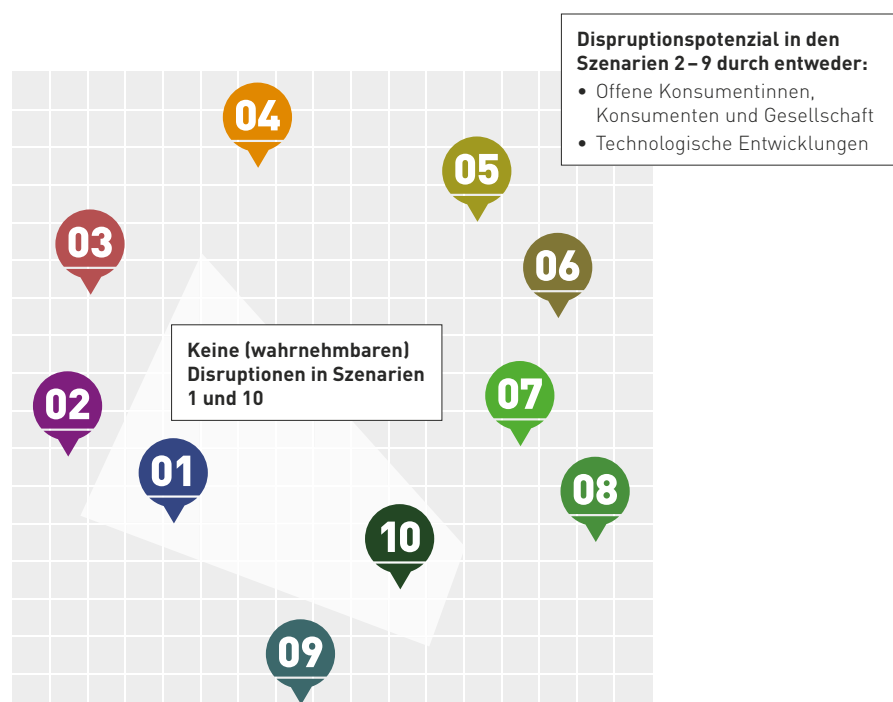 Dispruptionspotenzial in den
Szenarien 2–9 durch entweder:
• Offene Konsumentinnen,
Konsumenten und Gesellschaft
• Technologische Entwicklungen
04
05
03
06
Keine (wahrnehmbaren)
Disruptionen in Szenarien
1 und 10
02
07
01
08
10
09